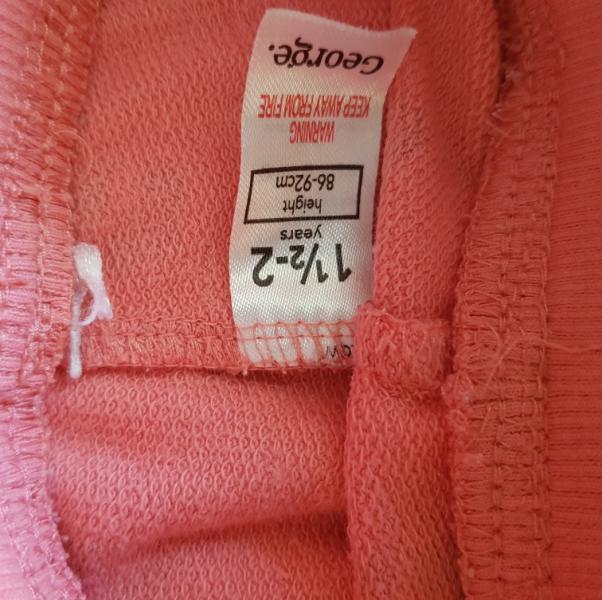 1½-2
years
height
86-92cm
WARNING
KEEP AWAY FROM FIRE
George.